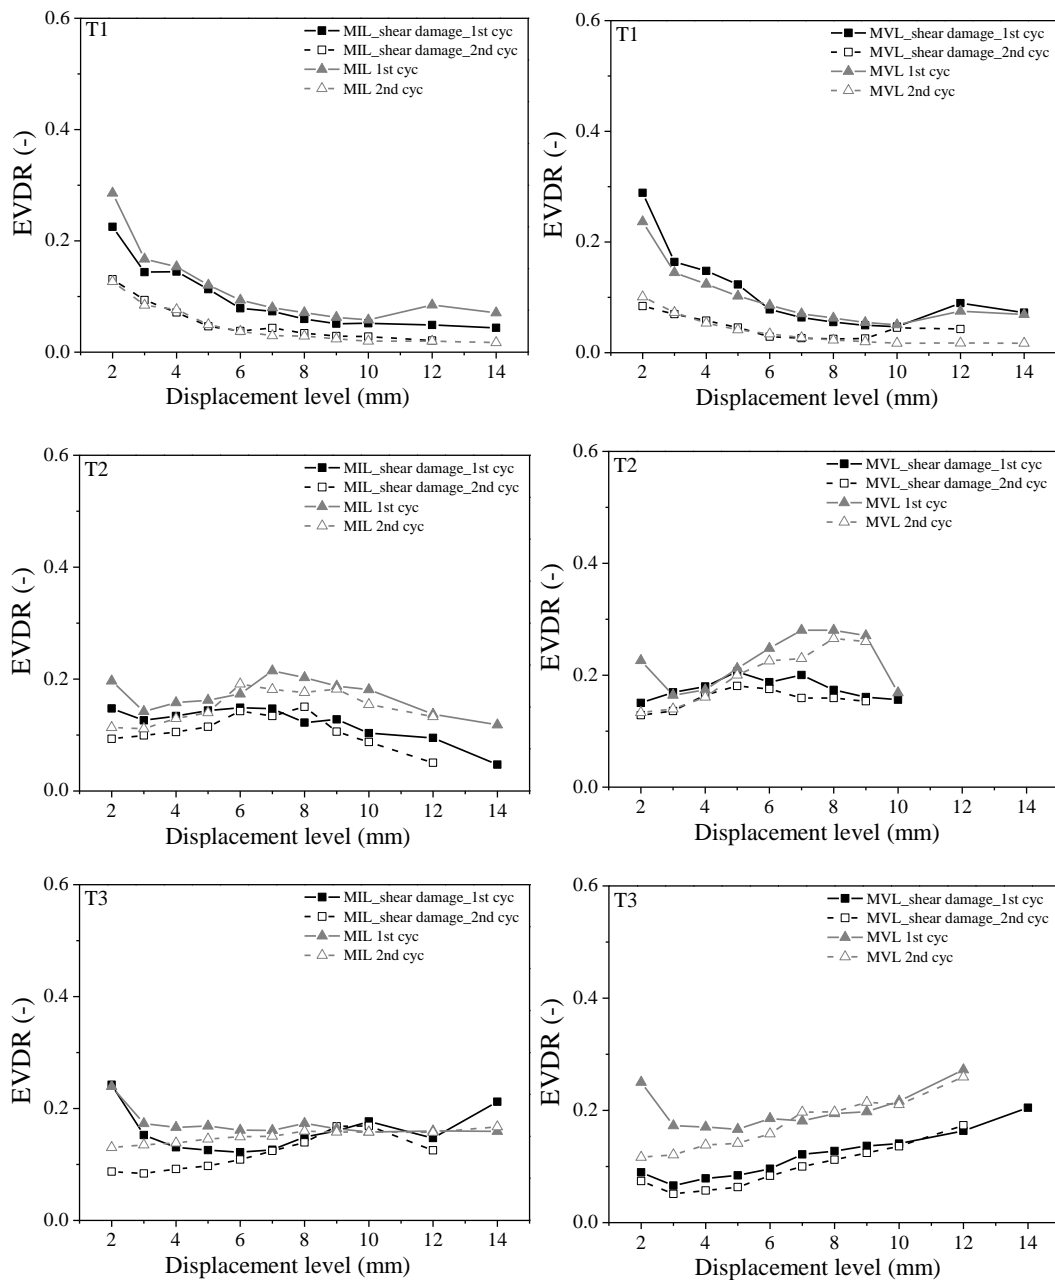 T1
MIL_shear damage_1st cyc
MIL_shear damage_2nd cyc
MIL 1st cyc
MIL 2nd cyc
0.6
0.4
0.2
0.0
EVDR (-)
2 4 6 8 10 12 14
Displacement level (mm)
T1
MVL_shear damage_1st cyc
MVL_shear damage_2nd cyc
MVL 1st cyc
MVL 2nd cyc
0.6
0.4
0.2
0.0
EVDR (-)
2 4 6 8 10 12 14
Displacement level (mm)
T2
MIL_shear damage_1st cyc
MIL_shear damage_2nd cyc
MIL 1st cyc
MIL 2nd cyc
0.6
0.4
0.2
0.0
EVDR (-)
2 4 6 8 10 12 14
Displacement level (mm)
T2
MVL_shear damage_1st cyc
MVL_shear damage_2nd cyc
MVL 1st cyc
MVL 2nd cyc
0.6
0.4
0.2
0.0
EVDR (-)
2 4 6 8 10 12 14
Displacement level (mm)
T3
MIL_shear damage_1st cyc
MIL_shear damage_2nd cyc
MIL 1st cyc
MIL 2nd cyc
0.6
0.4
0.2
0.0
EVDR (-)
2 4 6 8 10 12 14
Displacement level (mm)
T3
MVL_shear damage_1st cyc
MVL_shear damage_2nd cyc
MVL 1st cyc
MVL 2nd cyc
0.6
0.4
0.2
0.0
EVDR (-)
2 4 6 8 10 12 14
Displacement level (mm)